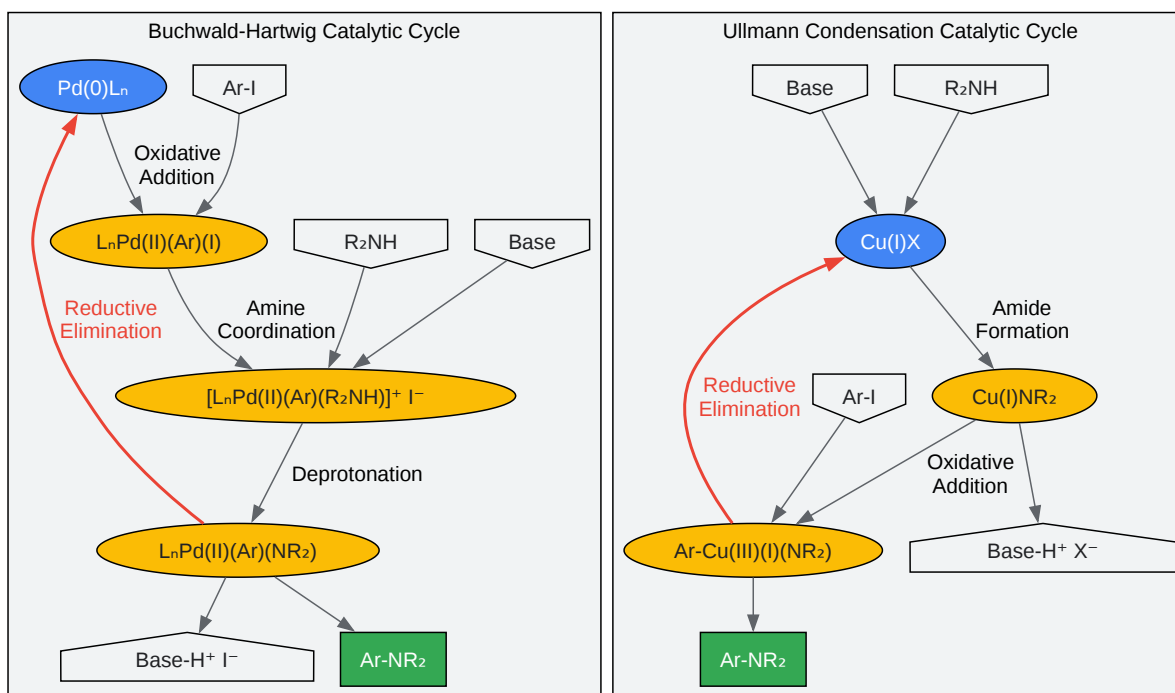 Buchwald-Hartwig Catalytic Cycle
Pd(0)Lₙ
Ar-I
Oxidative
Addition
LₙPd(II)(Ar)(I)
R₂NH
Base
Reductive
Elimination
Amine
Coordination
[LₙPd(II)(Ar)(R₂NH)]⁺ I⁻
Deprotonation
LₙPd(II)(Ar)(NR₂)
Base-H⁺ I⁻
Ar-NR₂
Ullmann Condensation Catalytic Cycle
Base
R₂NH
Cu(I)X
Amide
Formation
Reductive
Elimination
Ar-I
Cu(I)NR₂
Oxidative
Addition
Ar-Cu(III)(I)(NR₂)
Base-H⁺ X⁻
Ar-NR₂